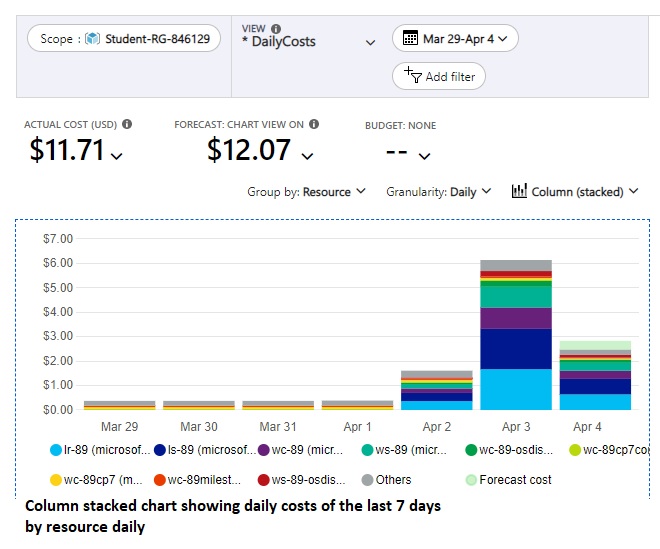 Scope : Student-RG-846129
VIEW
* DailyCosts
Mar 29-Apr 4
Add filter
ACTUAL COST (USD)
$11.71
FORECAST: CHART VIEW ON
$12.07
BUDGET: NONE
--
Group by: Resource
Granularity: Daily
Column (stacked)
$7.00
$6.00
$5.00
$4.00
$3.00
$2.00
$1.00
$0.00
Mar 29 Mar 30 Mar 31 Apr 1 Apr 2 Apr 3 Apr 4
lr-89 (microsof... ls-89 (microsof... wc-89 (micr... ws-89 (micr... wc-89-osdis... wc-89cp7co
wc-89cp7 (m... wc-89milest... ws-89-osdis... Others Forecast cost
Column stacked chart showing daily costs of the last 7 days
by resource daily